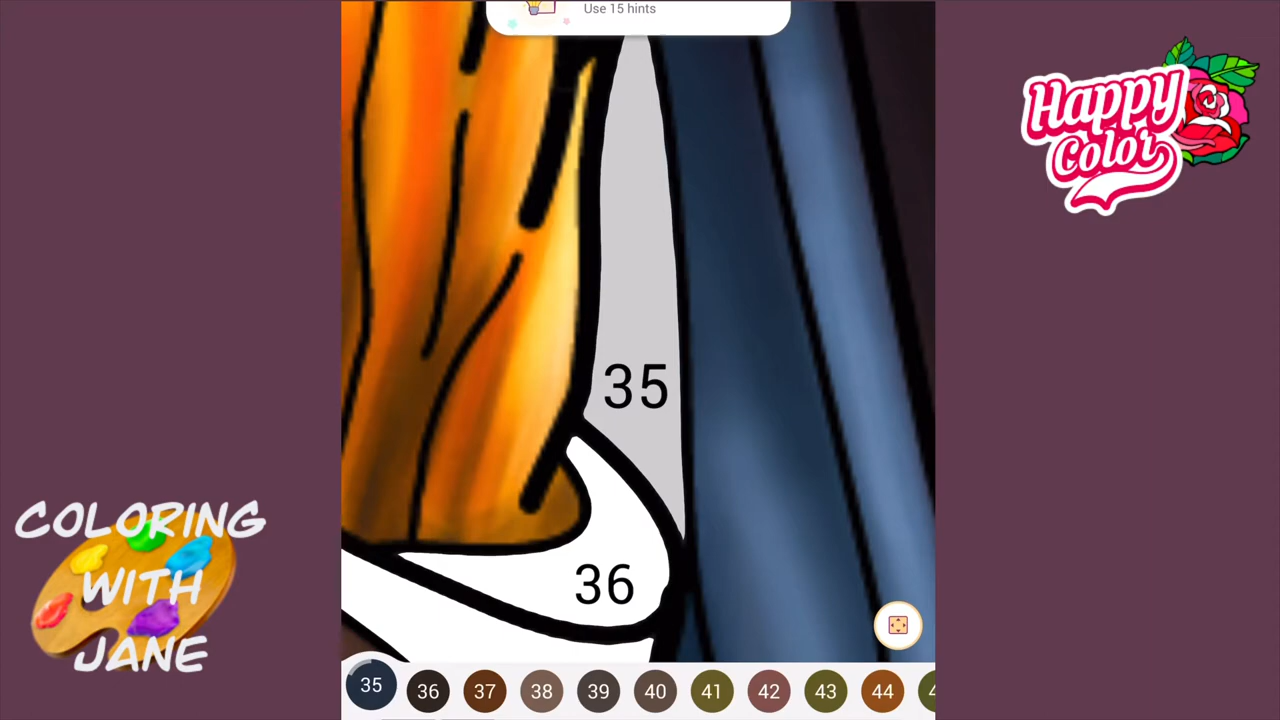 Use 15 hints
Happy
Color
35
36
COLORING
WITH
JANE
35 36 37 38 39 40 41 42 43 44